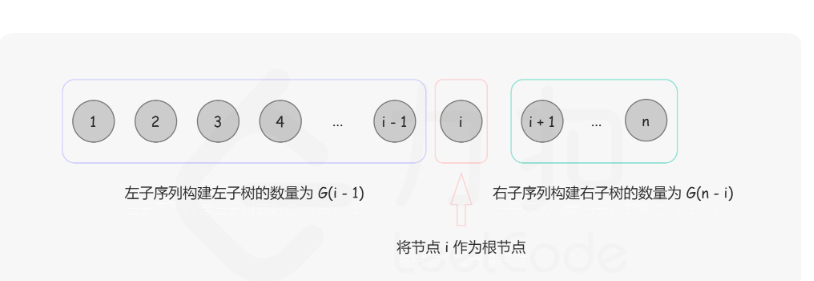 1 2 3 4 ... i - 1 i i + 1 ... n
左子序列构建左子树的数量为 G(i - 1) 右子序列构建右子树的数量为 G(n - i)
将节点 i 作为根节点
力扣
LeetCode